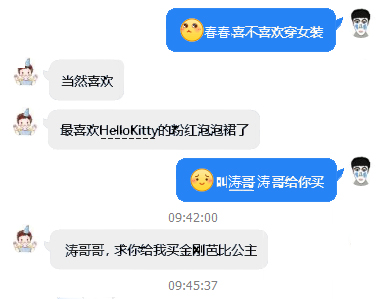 春春.喜不喜欢穿女装
当然喜欢
最喜欢HelloKitty的粉红泡泡裙了
叫涛哥 涛哥给你买
09:42:00
涛哥哥，求你给我买金刚芭比公主
09:45:37